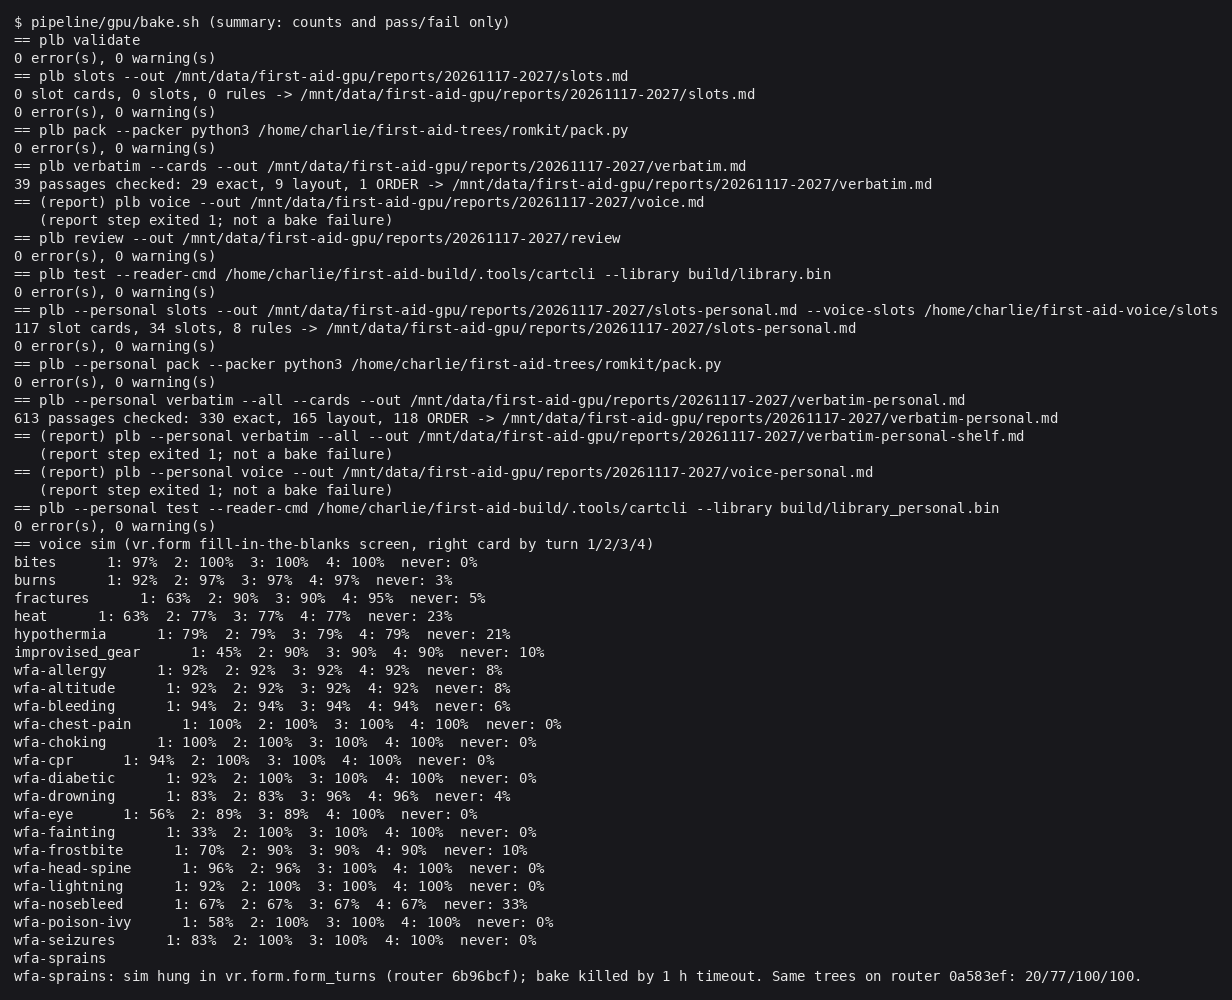 $ pipeline/gpu/bake.sh (summary: counts and pass/fail only)
== plb validate
0 error(s), 0 warning(s)
== plb slots --out /mnt/data/first-aid-gpu/reports/20261117-2027/slots.md
0 slot cards, 0 slots, 0 rules -> /mnt/data/first-aid-gpu/reports/20261117-2027/slots.md
0 error(s), 0 warning(s)
== plb pack --packer python3 /home/charlie/first-aid-trees/romkit/pack.py
0 error(s), 0 warning(s)
== plb verbatim --cards --out /mnt/data/first-aid-gpu/reports/20261117-2027/verbatim.md
39 passages checked: 29 exact, 9 layout, 1 ORDER -> /mnt/data/first-aid-gpu/reports/20261117-2027/verbatim.md
== (report) plb voice --out /mnt/data/first-aid-gpu/reports/20261117-2027/voice.md
   (report step exited 1; not a bake failure)
== plb review --out /mnt/data/first-aid-gpu/reports/20261117-2027/review
0 error(s), 0 warning(s)
== plb test --reader-cmd /home/charlie/first-aid-build/.tools/cartcli --library build/library.bin
0 error(s), 0 warning(s)
== plb --personal slots --out /mnt/data/first-aid-gpu/reports/20261117-2027/slots-personal.md --voice-slots /home/charlie/first-aid-voice/slots
117 slot cards, 34 slots, 8 rules -> /mnt/data/first-aid-gpu/reports/20261117-2027/slots-personal.md
0 error(s), 0 warning(s)
== plb --personal pack --packer python3 /home/charlie/first-aid-trees/romkit/pack.py
0 error(s), 0 warning(s)
== plb --personal verbatim --all --cards --out /mnt/data/first-aid-gpu/reports/20261117-2027/verbatim-personal.md
613 passages checked: 330 exact, 165 layout, 118 ORDER -> /mnt/data/first-aid-gpu/reports/20261117-2027/verbatim-personal.md
== (report) plb --personal verbatim --all --out /mnt/data/first-aid-gpu/reports/20261117-2027/verbatim-personal-shelf.md
   (report step exited 1; not a bake failure)
== (report) plb --personal voice --out /mnt/data/first-aid-gpu/reports/20261117-2027/voice-personal.md
   (report step exited 1; not a bake failure)
== plb --personal test --reader-cmd /home/charlie/first-aid-build/.tools/cartcli --library build/library_personal.bin
0 error(s), 0 warning(s)
== voice sim (vr.form fill-in-the-blanks screen, right card by turn 1/2/3/4)
bites      1: 97%  2: 100%  3: 100%  4: 100%  never: 0%
burns      1: 92%  2: 97%  3: 97%  4: 97%  never: 3%
fractures      1: 63%  2: 90%  3: 90%  4: 95%  never: 5%
heat      1: 63%  2: 77%  3: 77%  4: 77%  never: 23%
hypothermia      1: 79%  2: 79%  3: 79%  4: 79%  never: 21%
improvised_gear      1: 45%  2: 90%  3: 90%  4: 90%  never: 10%
wfa-allergy      1: 92%  2: 92%  3: 92%  4: 92%  never: 8%
wfa-altitude      1: 92%  2: 92%  3: 92%  4: 92%  never: 8%
wfa-bleeding      1: 94%  2: 94%  3: 94%  4: 94%  never: 6%
wfa-chest-pain      1: 100%  2: 100%  3: 100%  4: 100%  never: 0%
wfa-choking      1: 100%  2: 100%  3: 100%  4: 100%  never: 0%
wfa-cpr      1: 94%  2: 100%  3: 100%  4: 100%  never: 0%
wfa-diabetic      1: 92%  2: 100%  3: 100%  4: 100%  never: 0%
wfa-drowning      1: 83%  2: 83%  3: 96%  4: 96%  never: 4%
wfa-eye      1: 56%  2: 89%  3: 89%  4: 100%  never: 0%
wfa-fainting      1: 33%  2: 100%  3: 100%  4: 100%  never: 0%
wfa-frostbite      1: 70%  2: 90%  3: 90%  4: 90%  never: 10%
wfa-head-spine      1: 96%  2: 96%  3: 100%  4: 100%  never: 0%
wfa-lightning      1: 92%  2: 100%  3: 100%  4: 100%  never: 0%
wfa-nosebleed      1: 67%  2: 67%  3: 67%  4: 67%  never: 33%
wfa-poison-ivy      1: 58%  2: 100%  3: 100%  4: 100%  never: 0%
wfa-seizures      1: 83%  2: 100%  3: 100%  4: 100%  never: 0%
wfa-sprains
wfa-sprains: sim hung in vr.form.form_turns (router 6b96bcf); bake killed by 1 h timeout. Same trees on router 0a583ef: 20/77/100/100.